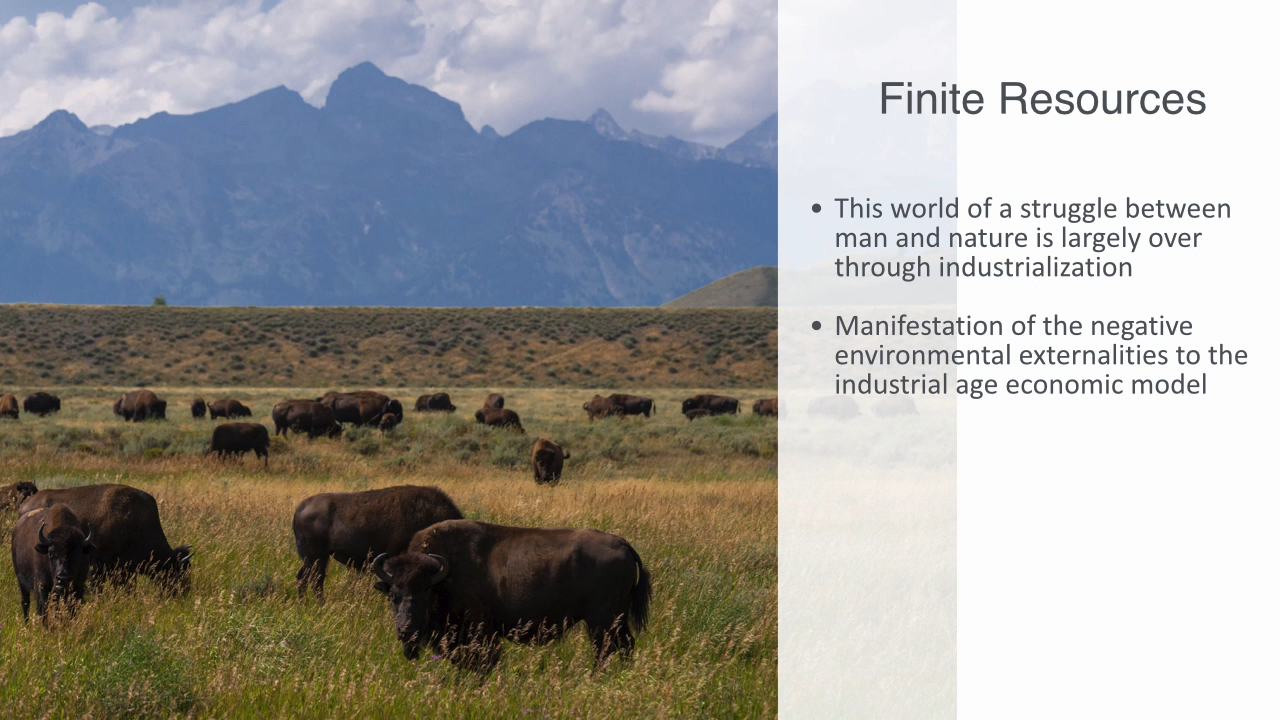 Finite Resources
• This world of a struggle between
man and nature is largely over
through industrialization
• Manifestation of the negative
environmental externalities to the
industrial age economic model